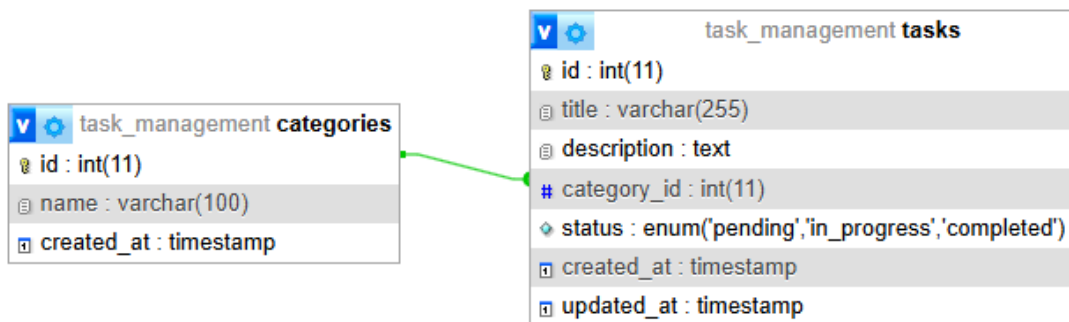 task_management categories
id : int(11)
name : varchar(100)
created_at : timestamp
task_management tasks
id : int(11)
title : varchar(255)
description : text
# category_id : int(11)
status : enum('pending','in_progress','completed')
created_at : timestamp
updated_at : timestamp